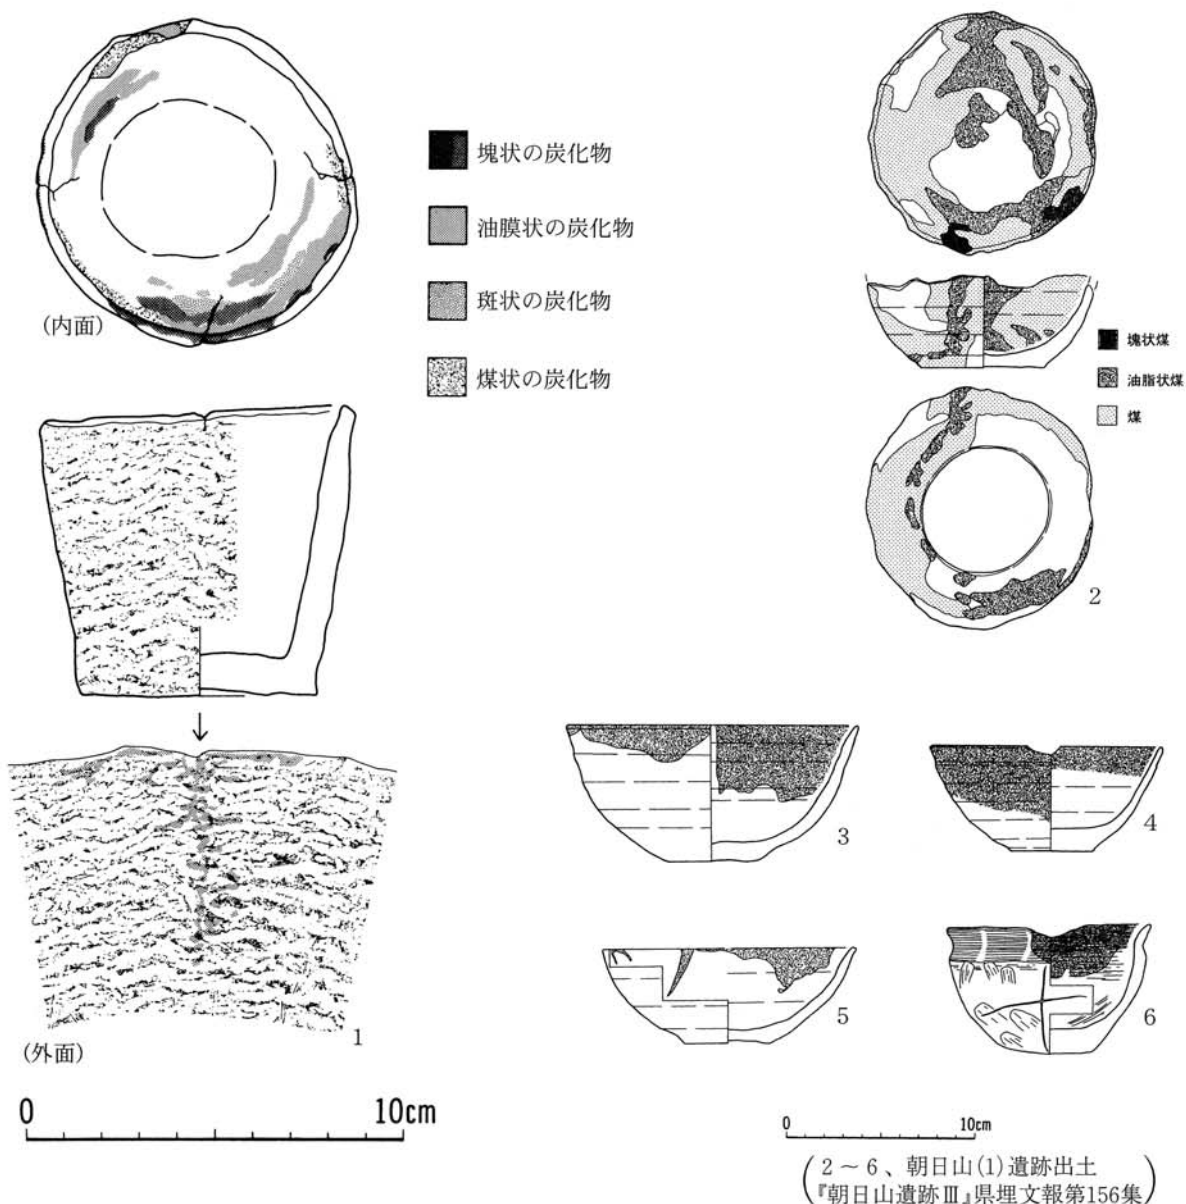 塊状の炭化物
油膜状の炭化物
斑状の炭化物
煤状の炭化物
(内面)
(外面)
1
0 10cm
塊状煤
油脂状煤
煤
2
3
4
5
6
0 10cm
2～6、朝日山(1)遺跡出土
『朝日山遺跡Ⅲ』県埋文報第156集